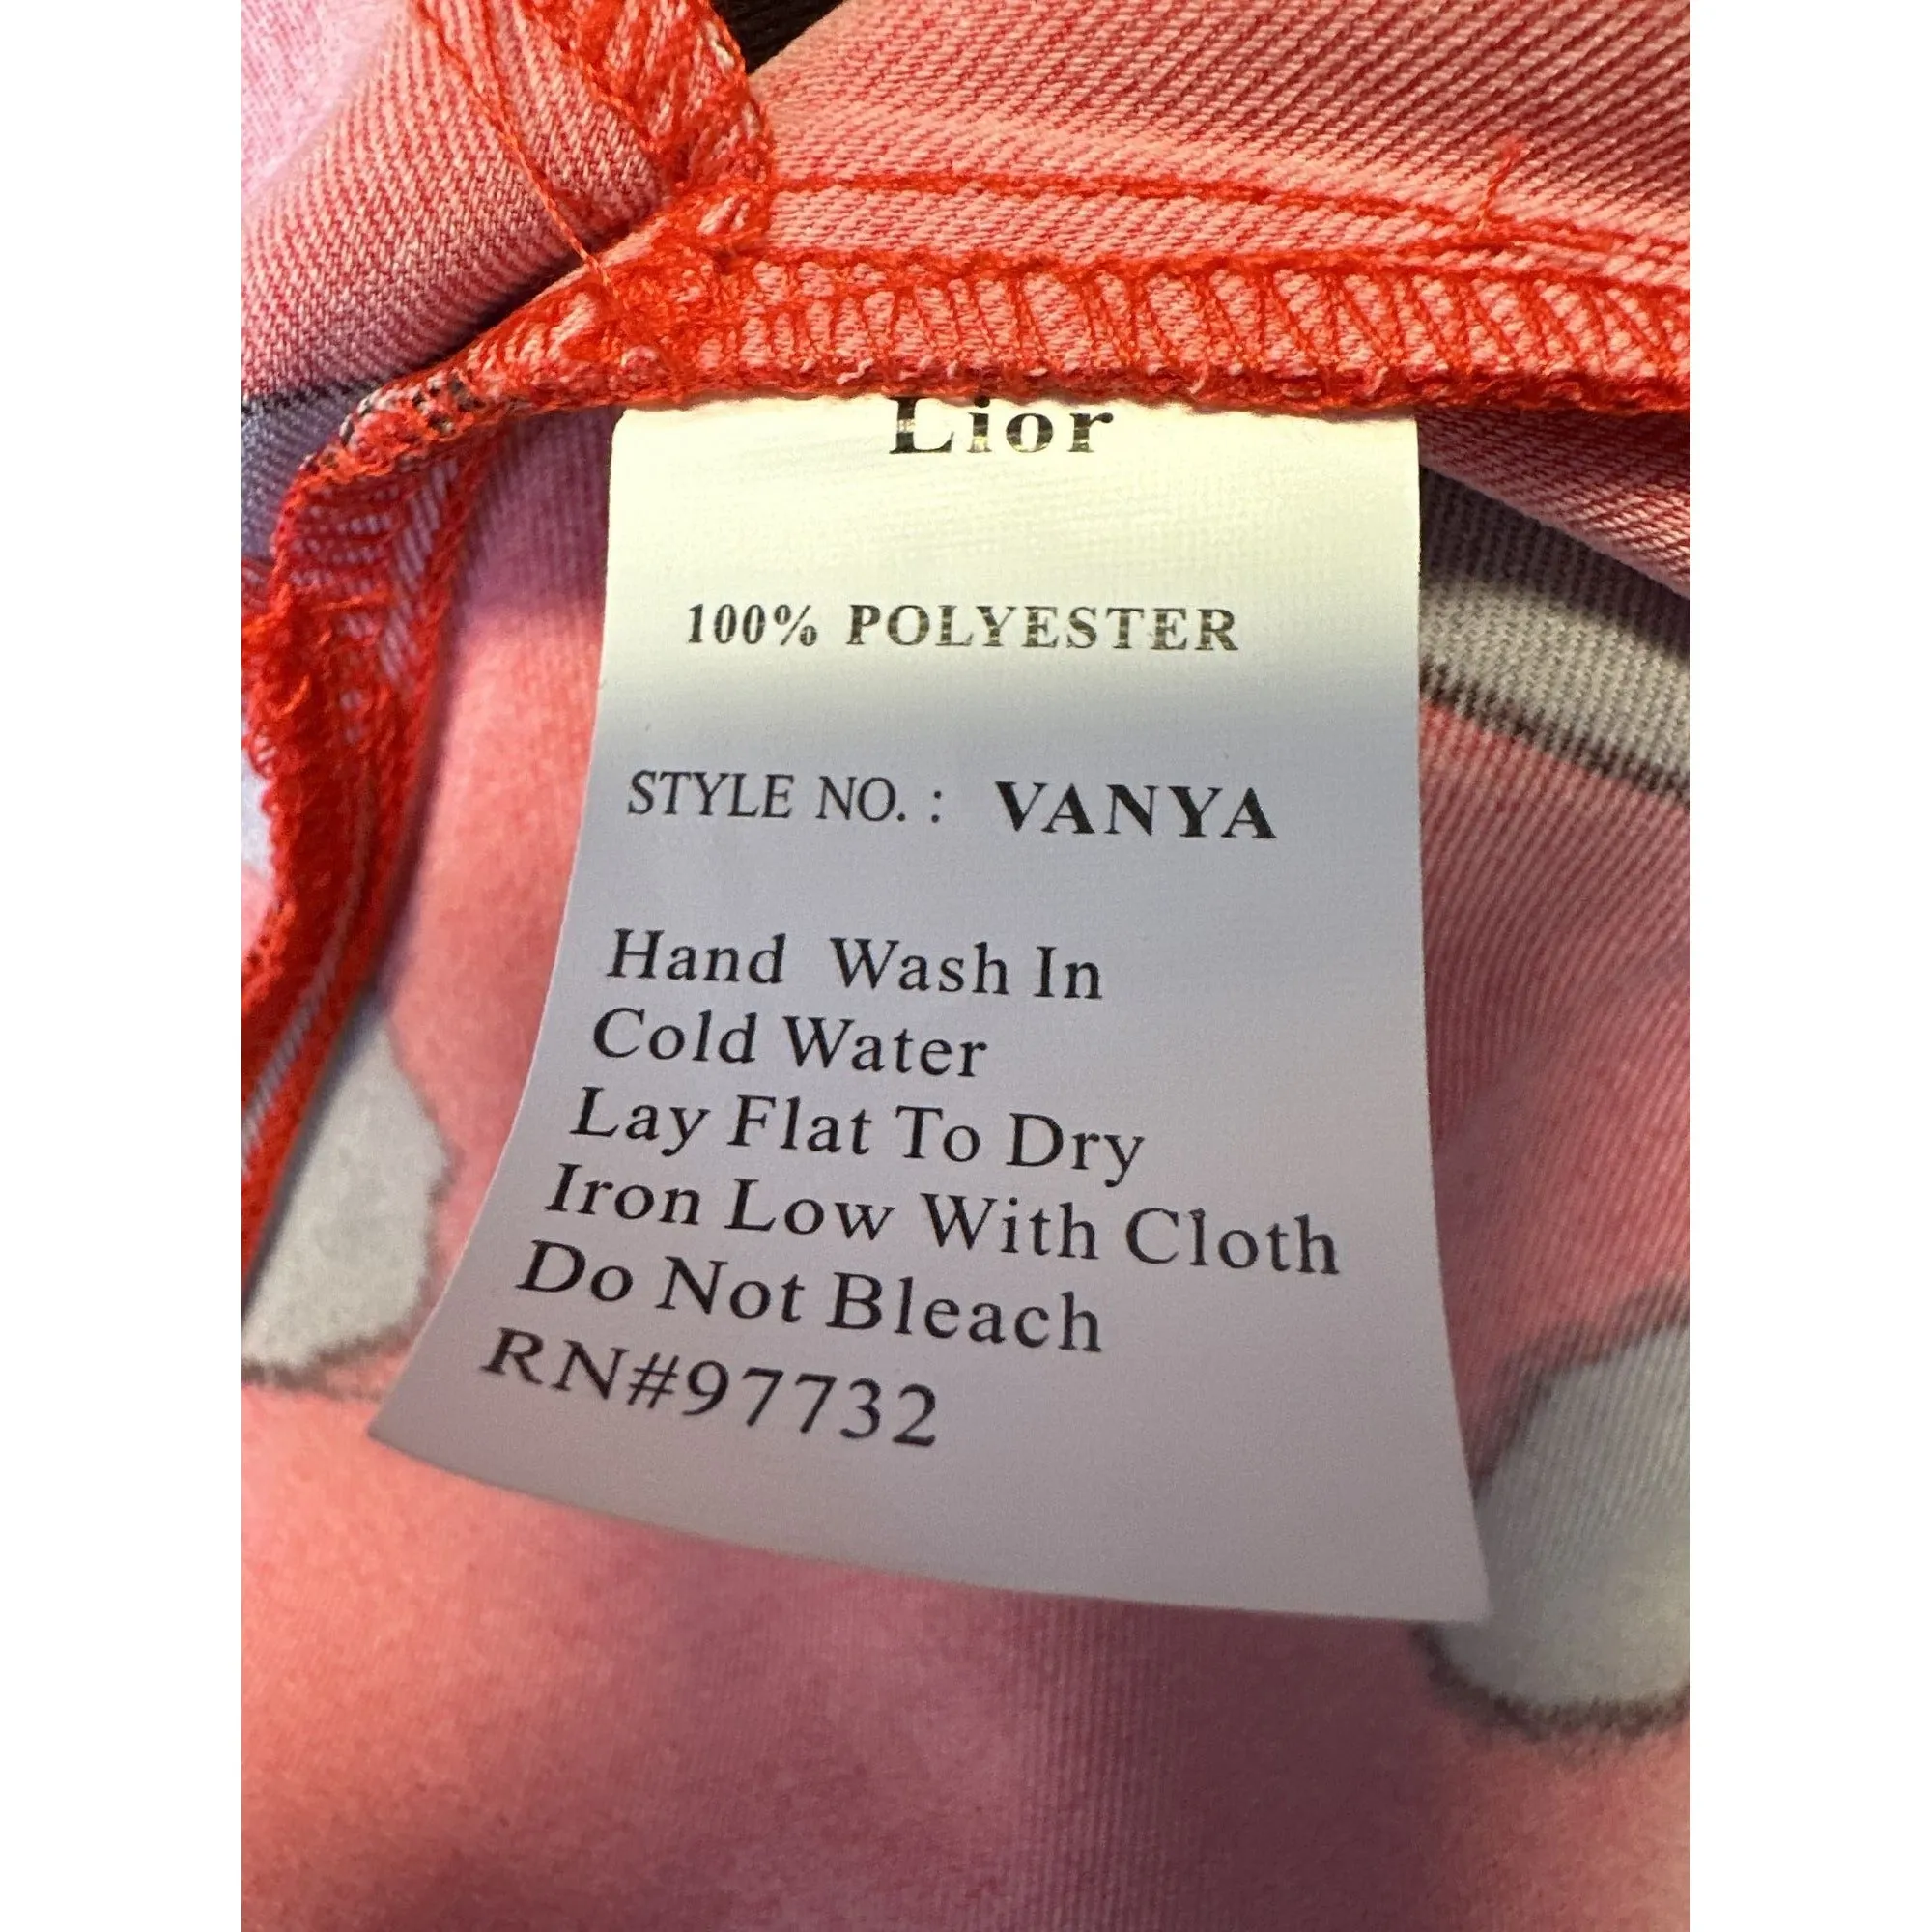 Lior
100% POLYESTER
STYLE NO. : VANYA
Hand Wash In
Cold Water
Lay Flat To Dry
Iron Low With Cloth
Do Not Bleach
RN#97732